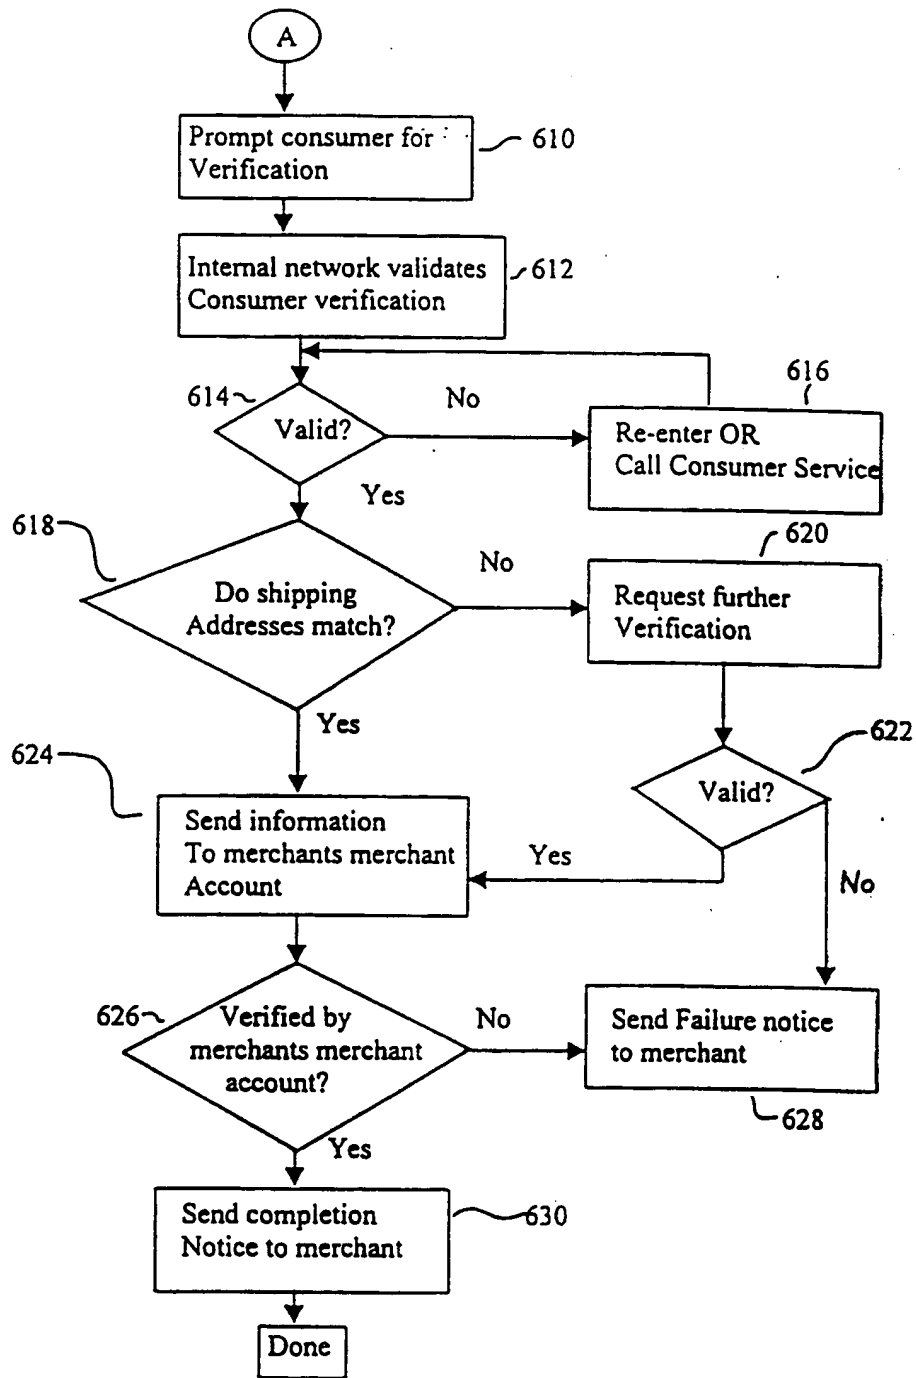 A
Prompt consumer for
Verification
610
Internal network validates
Consumer verification
612
614
Valid?
No
616
Re-enter OR
Call Consumer Service
Yes
618
Do shipping
Addresses match?
No
620
Request further
Verification
Yes
622
Valid?
624
Send information
To merchants merchant
Account
Yes
No
626
Verified by
merchants merchant
account?
No
Send Failure notice
to merchant
628
Yes
Send completion
Notice to merchant
630
Done